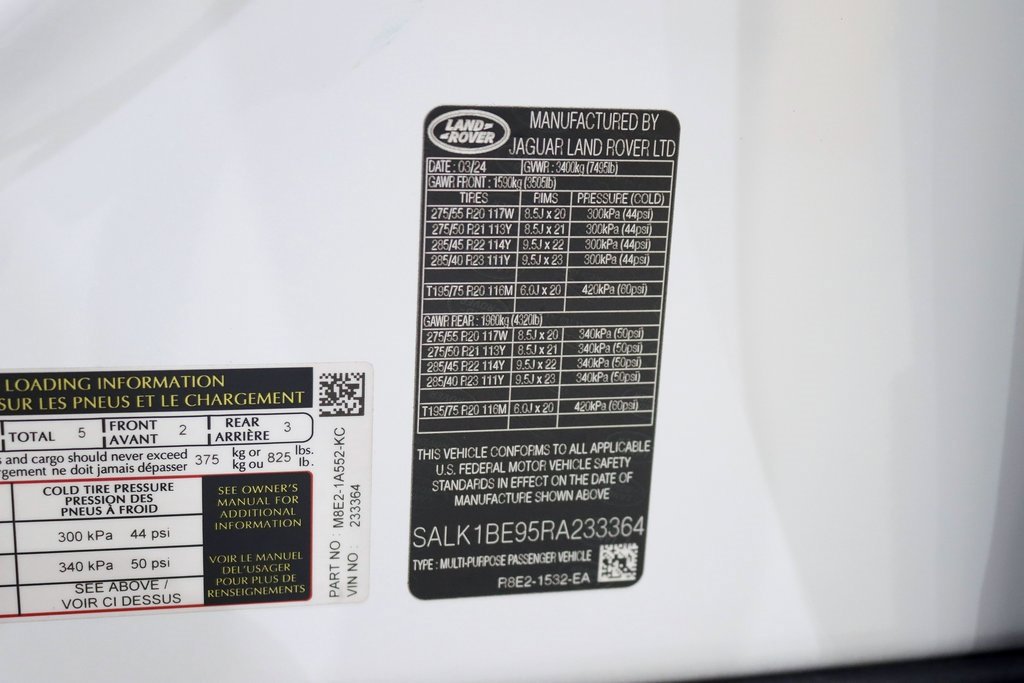 LAND ROVER
MANUFACTURED BY
JAGUAR LAND ROVER LTD
DATE : 03/24 GVWR : 3400kg (7495lb)
GAWR FRONT : 1590kg (3505lb)
TIRES RIMS PRESSURE (COLD)
275/55 R20 117W 8.5J x 20 300kPa (44psi)
275/50 R21 113Y 8.5J x 21 300kPa (44psi)
285/45 R22 114Y 9.5J x 22 300kPa (44psi)
285/40 R23 111Y 9.5J x 23 300kPa (44psi)
T195/75 R20 116M 6.0J x 20 420kPa (60psi)
GAWR REAR : 1960kg (4320lb)
275/55 R20 117W 8.5J x 20 340kPa (50psi)
275/50 R21 113Y 8.5J x 21 340kPa (50psi)
285/45 R22 114Y 9.5J x 22 340kPa (50psi)
285/40 R23 111Y 9.5J x 23 340kPa (50psi)
T195/75 R20 116M 6.0J x 20 420kPa (60psi)
THIS VEHICLE CONFORMS TO ALL APPLICABLE
U.S. FEDERAL MOTOR VEHICLE SAFETY
STANDARDS IN EFFECT ON THE DATE OF
MANUFACTURE SHOWN ABOVE
SALK1BE95RA233364
TYPE : MULTI-PURPOSE PASSENGER VEHICLE
R8E2-1532-EA
LOADING INFORMATION
SUR LES PNEUS ET LE CHARGEMENT
TOTAL 5 FRONT AVANT 2 REAR ARRIÈRE 3
and cargo should never exceed 375 kg or 825 lbs.
ne doit jamais dépasser kg ou lb.
COLD TIRE PRESSURE
PRESSION DES
PNEUS À FROID
300 kPa 44 psi
340 kPa 50 psi
SEE ABOVE /
VOIR CI DESSUS
SEE OWNER'S
MANUAL FOR
ADDITIONAL
INFORMATION
VOIR LE MANUEL
DEL'USAGER
POUR PLUS DE
RENSEIGNEMENTS
PART NO : M8E2-1A552-KC
VIN NO : 233364